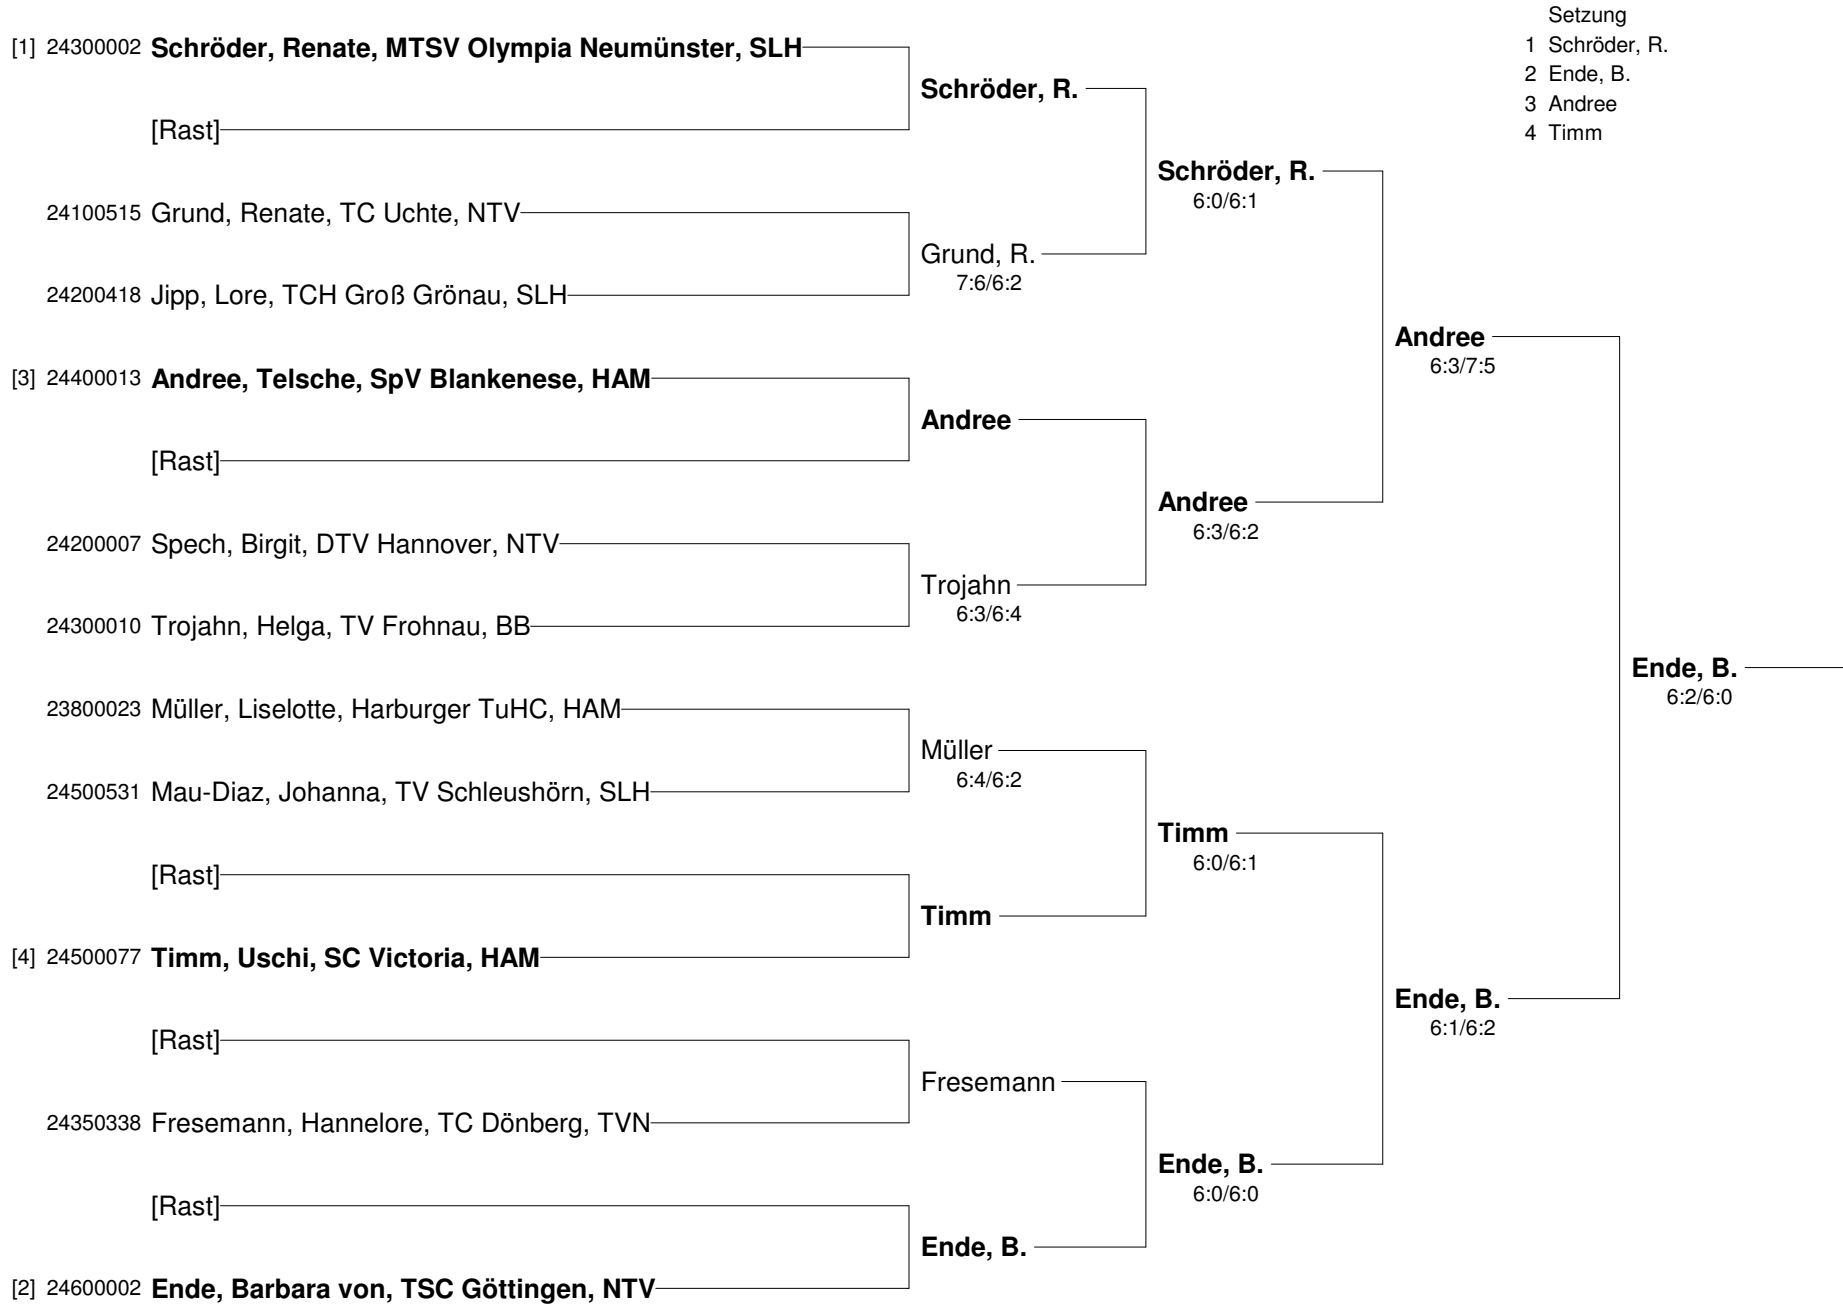 Setzung
1 Schröder, R.
2 Ende, B.
3 Andree
4 Timm
[1] 24300002 Schröder, Renate, MTSV Olympia Neumünster, SLH
[Rast]
24100515 Grund, Renate, TC Uchte, NTV
24200418 Jipp, Lore, TCH Groß Grönau, SLH
[3] 24400013 Andree, Telsche, SpV Blankenese, HAM
[Rast]
24200007 Spech, Birgit, DTV Hannover, NTV
24300010 Trojahn, Helga, TV Frohnau, BB
23800023 Müller, Liselotte, Harburger TuHC, HAM
24500531 Mau-Diaz, Johanna, TV Schleushörn, SLH
[Rast]
[4] 24500077 Timm, Uschi, SC Victoria, HAM
[Rast]
24350338 Fresemann, Hannelore, TC Dönberg, TVN
[Rast]
[2] 24600002 Ende, Barbara von, TSC Göttingen, NTV
Schröder, R.
Grund, R.
7:6/6:2
Andree
Trojahn
6:3/6:4
Müller
6:4/6:2
Timm
Fresemann
Ende, B.
Schröder, R.
6:0/6:1
Andree
6:3/6:2
Timm
6:0/6:1
Ende, B.
6:0/6:0
Andree
6:3/7:5
Ende, B.
6:1/6:2
Ende, B.
6:2/6:0